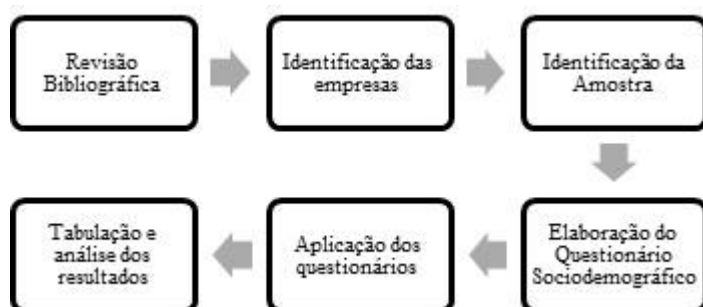 Revisão
Bibliográfica
Identificação das
empresas
Identificação da
Amostra
Elaboração do
Questionário
Sociodemográfico
Aplicação dos
questionários
Tabulação e
análise dos
resultados